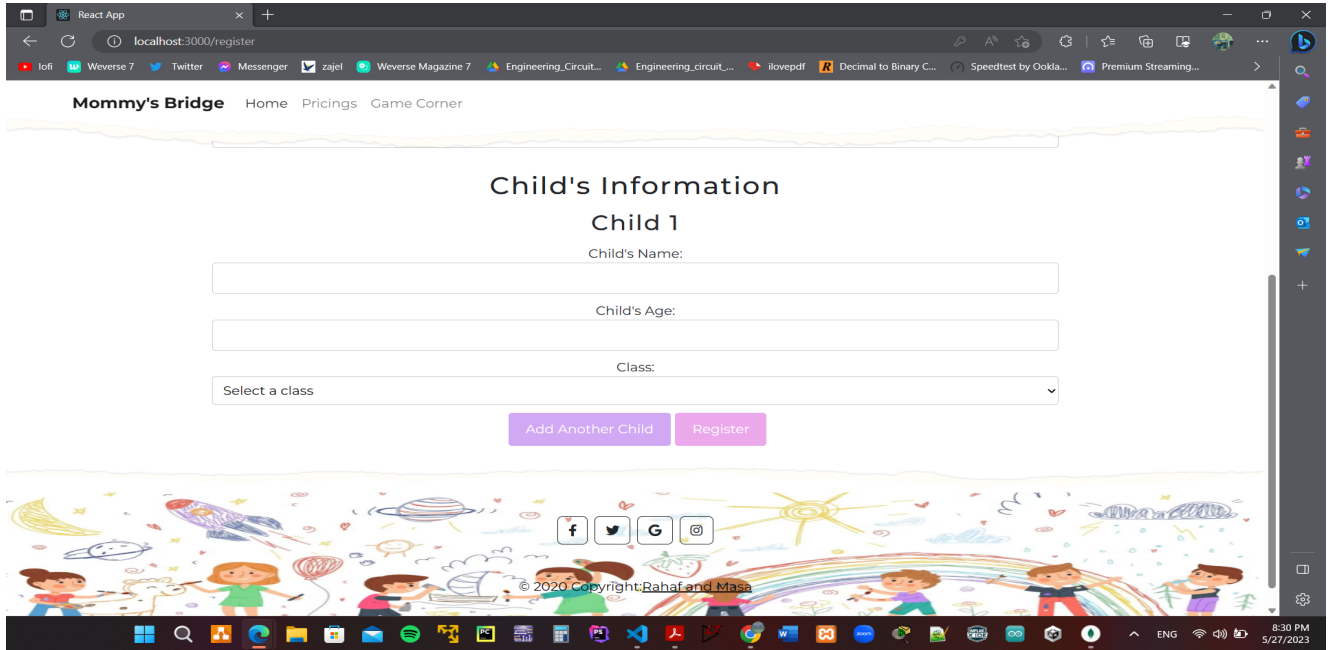 React App
localhost:3000/register
lofi Weverse 7 Twitter Messenger zajel Weverse Magazine 7 Engineering_Circuit... Engineering_circuit_... ilovepdf Decimal to Binary C... Speedtest by Ookla... Premium Streaming...
Mommy's Bridge Home Pricings Game Corner
Child's Information
Child 1
Child's Name:
Child's Age:
Class:
Select a class
Add Another Child Register
© 2020 Copyright:Rahaf and Masa
8:30 PM
ENG
5/27/2023